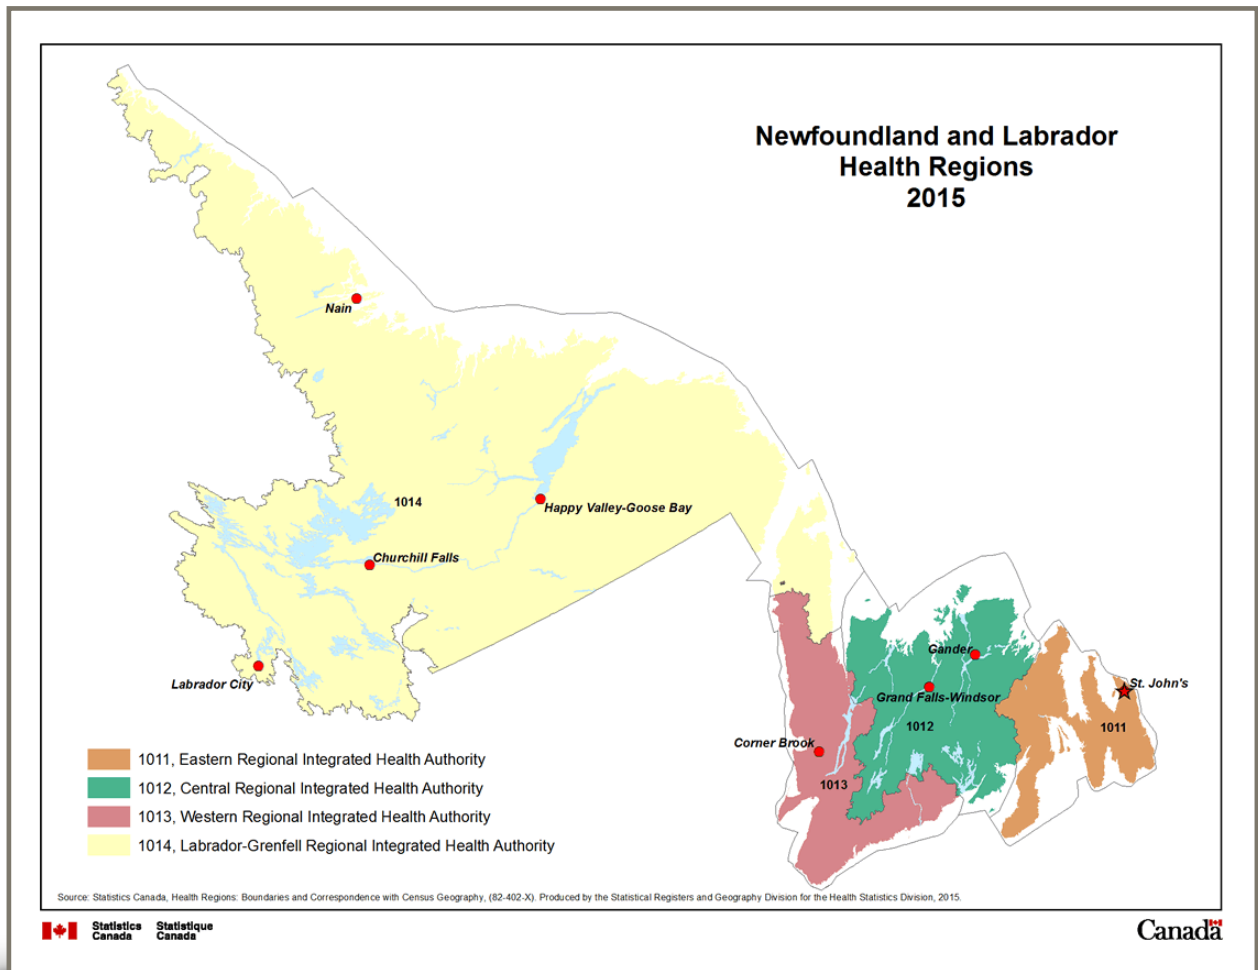 Newfoundland and Labrador
Health Regions
2015
Nain
1014
Happy Valley-Goose Bay
Churchill Falls
Labrador City
Gander
Grand Falls-Windsor
St. John's
1012
1011
Corner Brook
1013
1011, Eastern Regional Integrated Health Authority
1012, Central Regional Integrated Health Authority
1013, Western Regional Integrated Health Authority
1014, Labrador-Grenfell Regional Integrated Health Authority
Source: Statistics Canada, Health Regions: Boundaries and Correspondence with Census Geography, (82-402-X). Produced by the Statistical Registers and Geography Division for the Health Statistics Division, 2015.
Statistics Statistique
Canada Canada
Canada